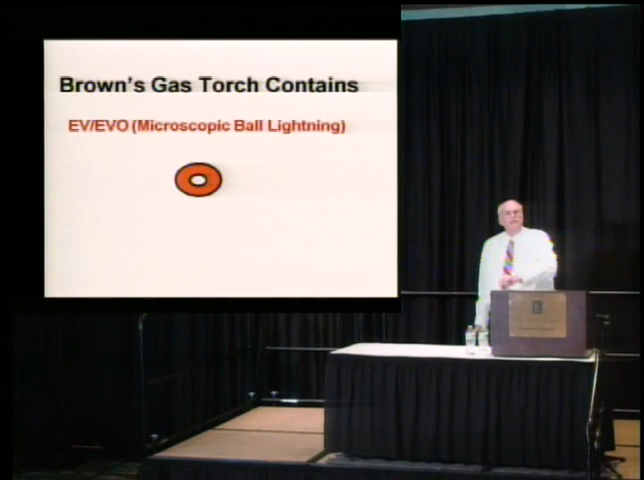 Brown's Gas Torch Contains
EV/EVO (Microscopic Ball Lightning)